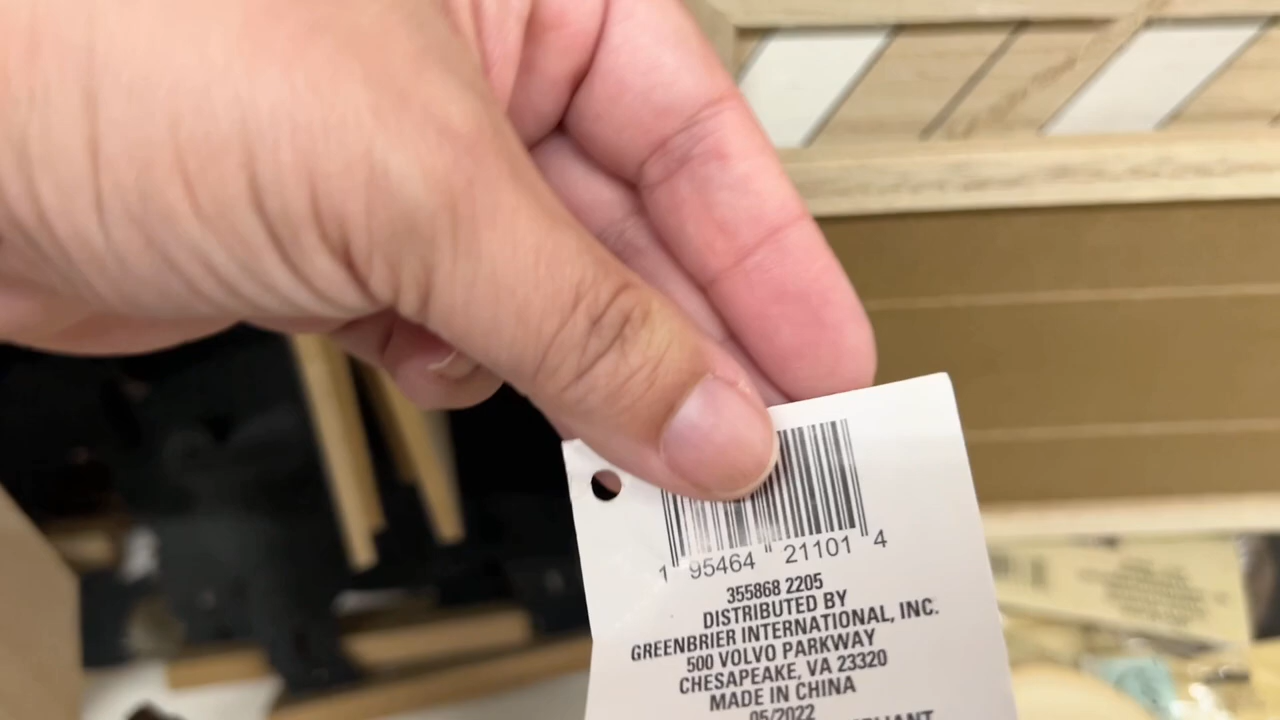 1 95464 21101 4
355868 2205
DISTRIBUTED BY
GREENBRIER INTERNATIONAL, INC.
500 VOLVO PARKWAY
CHESAPEAKE, VA 23320
MADE IN CHINA
05/2022